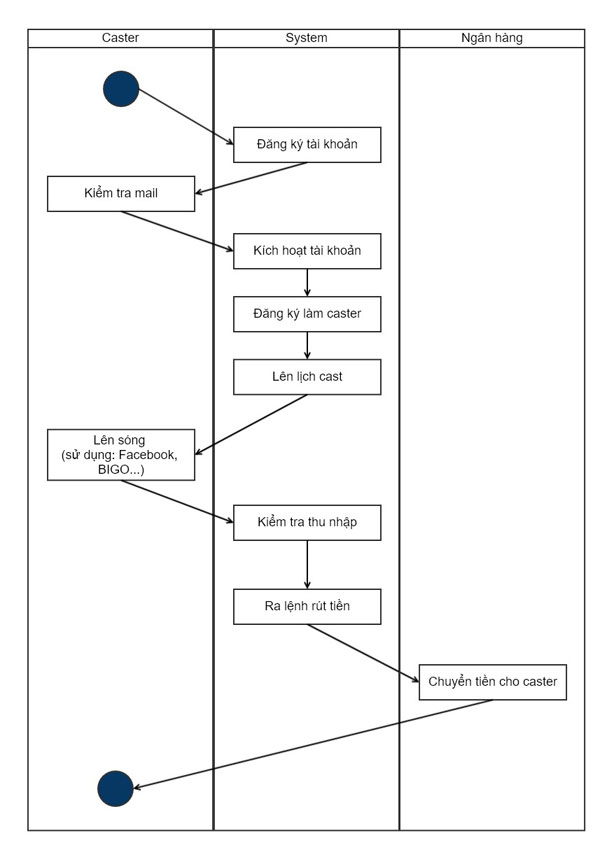 Caster
System
Ngân hàng
Đăng ký tài khoản
Kiểm tra mail
Kích hoạt tài khoản
Đăng ký làm caster
Lên lịch cast
Lên sóng
(sử dụng: Facebook,
BIGO...)
Kiểm tra thu nhập
Ra lệnh rút tiền
Chuyển tiền cho caster